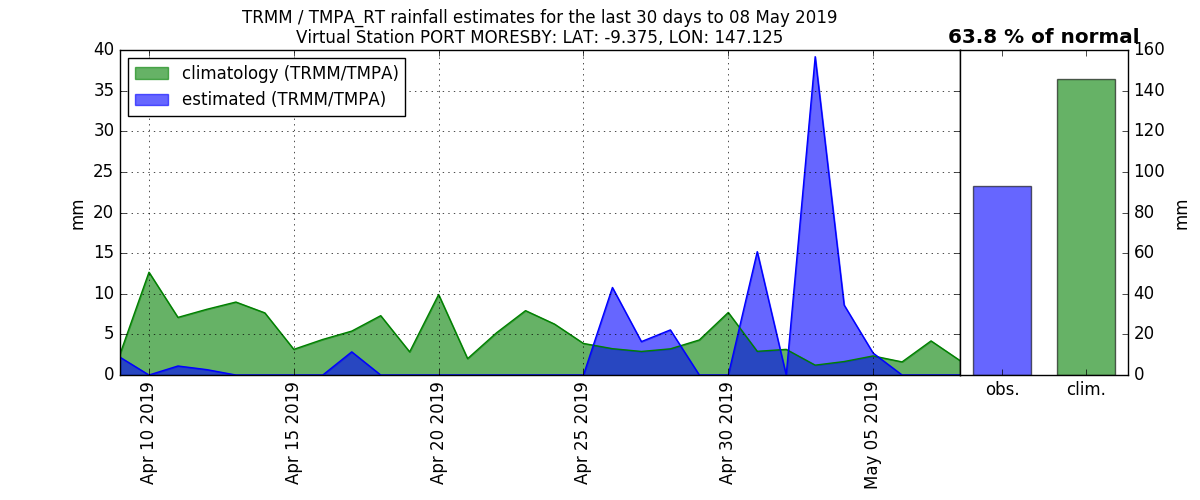 TRMM / TMPA_RT rainfall estimates for the last 30 days to 08 May 2019
Virtual Station PORT MORESBY: LAT: -9.375, LON: 147.125
63.8 % of normal
climatology (TRMM/TMPA)
estimated (TRMM/TMPA)
mm
40
35
30
25
20
15
10
5
0
Apr 10 2019
Apr 15 2019
Apr 20 2019
Apr 25 2019
Apr 30 2019
May 05 2019
obs.
clim.
160
140
120
100
80
60
40
20
0
mm